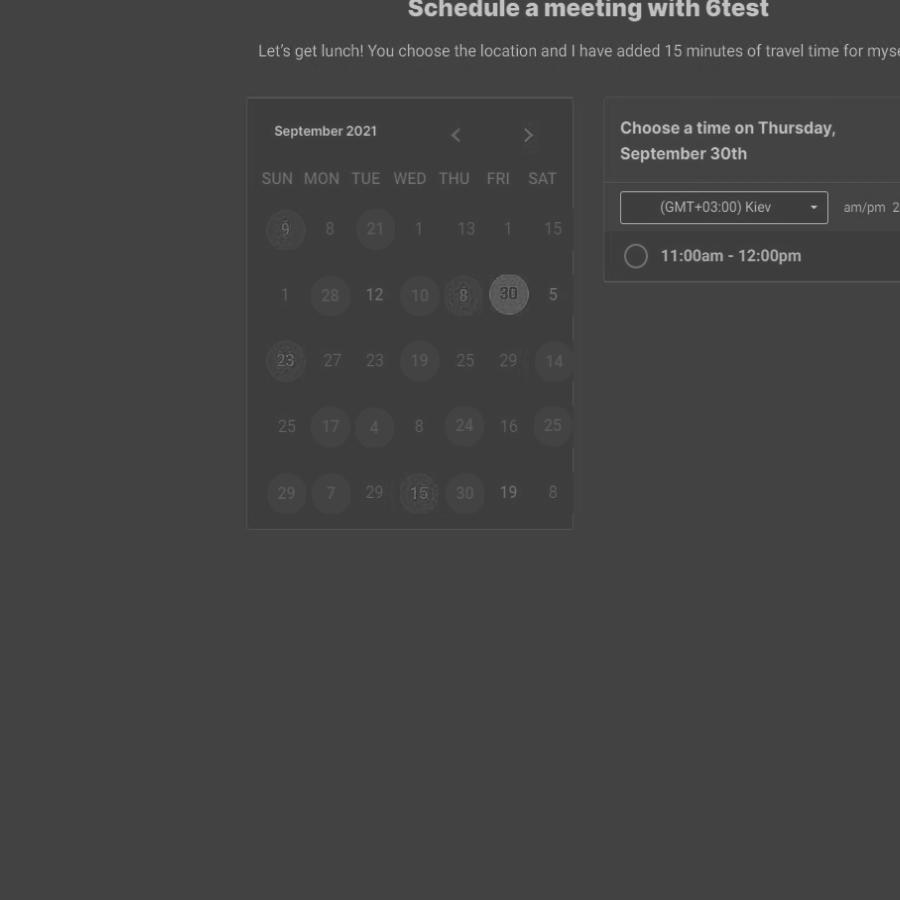 Schedule a meeting with 6test
Let's get lunch! You choose the location and I have added 15 minutes of travel time for myse
September 2021
SUN MON TUE WED THU FRI SAT
9 8 21 1 13 1 15
1 28 12 10 8 30 5
23 27 23 19 25 29 14
25 17 4 8 24 16 25
29 7 29 15 30 19 8
Choose a time on Thursday,
September 30th
(GMT+03:00) Kiev am/pm 2
11:00am - 12:00pm